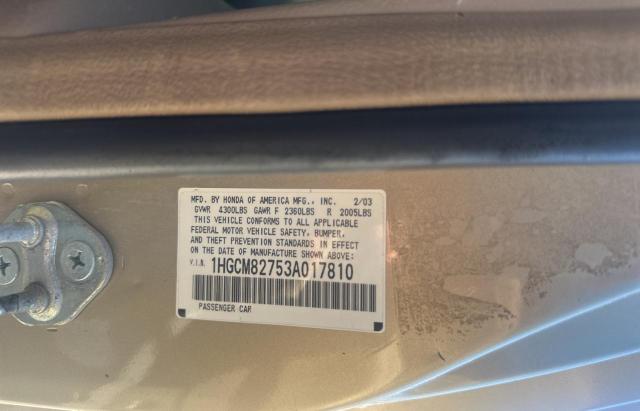 MFD. BY HONDA OF AMERICA MFG., INC. 2/03
GVWR 4300LBS GAWR F 2360LBS R 2005LBS
THIS VEHICLE CONFORMS TO ALL APPLICABLE
FEDERAL MOTOR VEHICLE SAFETY, BUMPER,
AND THEFT PREVENTION STANDARDS IN EFFECT
ON THE DATE OF MANUFACTURE SHOWN ABOVE:
V.I.N. 1HGCM82753A017810
PASSENGER CAR